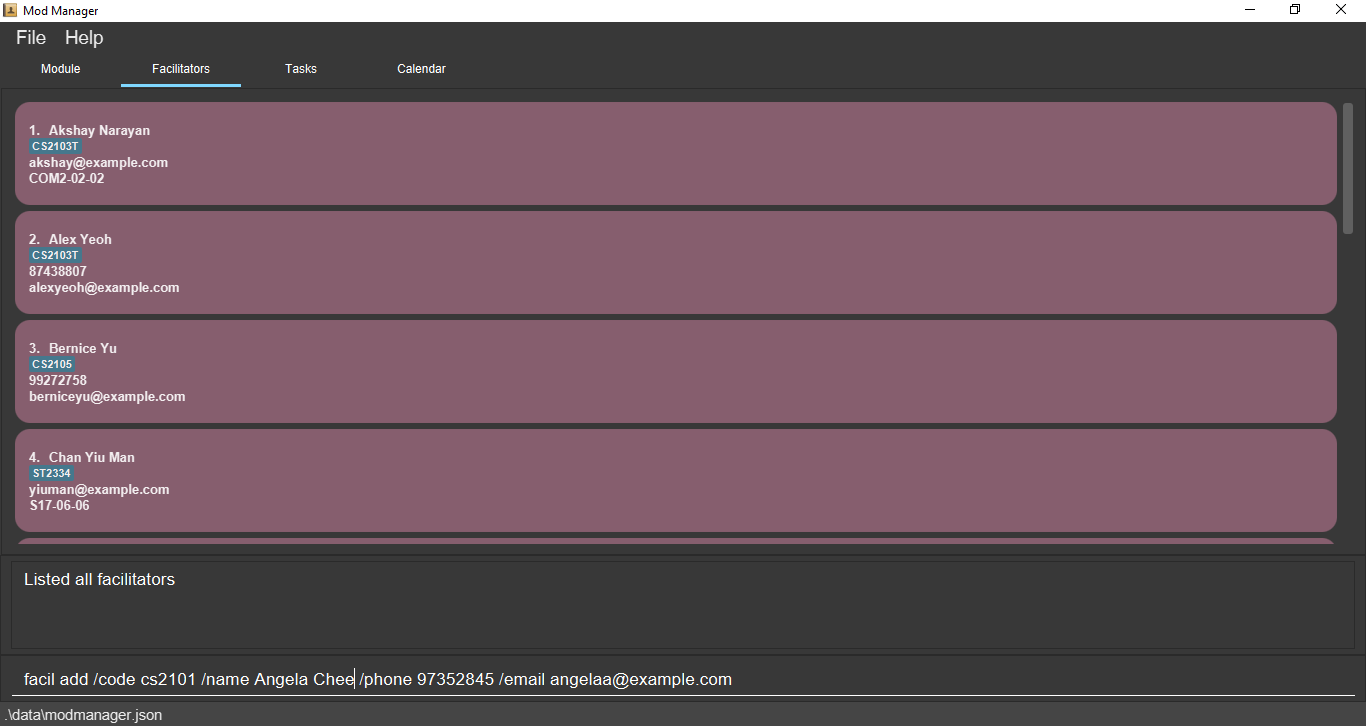 Mod Manager
File Help
Module Facilitators Tasks Calendar
1. Akshay Narayan
CS2103T
akshay@example.com
COM2-02-02
2. Alex Yeoh
CS2103T
87438807
alexyeoh@example.com
3. Bernice Yu
CS2105
99272758
berniceyu@example.com
4. Chan Yiu Man
ST2334
yiuman@example.com
S17-06-06
Listed all facilitators
facil add /code cs2101 /name Angela Chee /phone 97352845 /email angelaa@example.com
.\data\modmanager.json